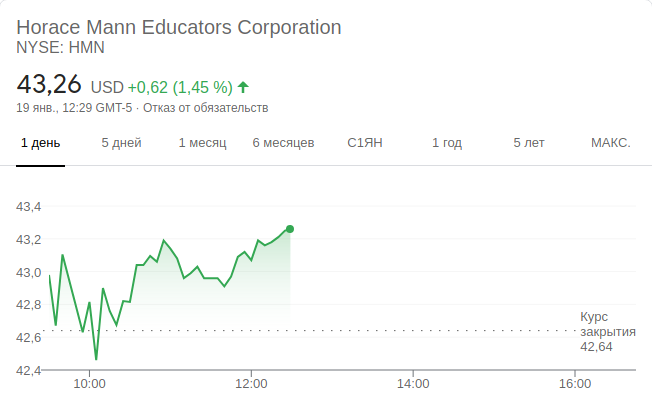 Horace Mann Educators Corporation
NYSE: HMN
43,26 USD +0,62 (1,45 %)
19 янв., 12:29 GMT-5 · Отказ от обязательств
1 день 5 дней 1 месяц 6 месяцев С1ЯН 1 год 5 лет МАКС.
43,4
43,2
43,0
42,8
42,6
42,4
Курс
закрытия
42,64
10:00 12:00 14:00 16:00